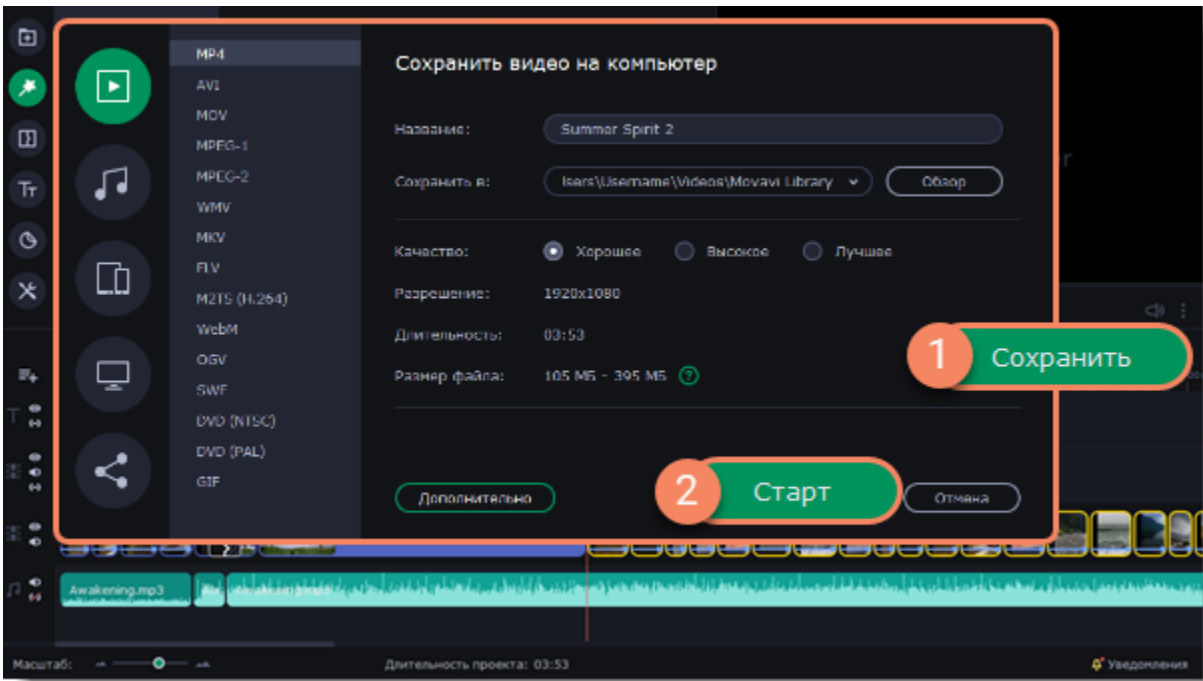 MP4
AVI
MOV
MPEG-1
MPEG-2
WMV
MKV
FLV
M2TS (H.264)
WebM
OGV
SWF
DVD (NTSC)
DVD (PAL)
GIF
Сохранить видео на компьютер
Название: Summer Spirit 2
Сохранить в: lsers\Username\Videos\Movavi Library Обзор
Качество: Хорошее Высокое Лучшее
Разрешение: 1920x1080
Длительность: 03:53
Размер файла: 105 МБ - 395 МБ ?
1 Сохранить
Дополнительно 2 Старт Отмена
Awakening.mp3
Масштаб: Длительность проекта: 03:53 Уведомления